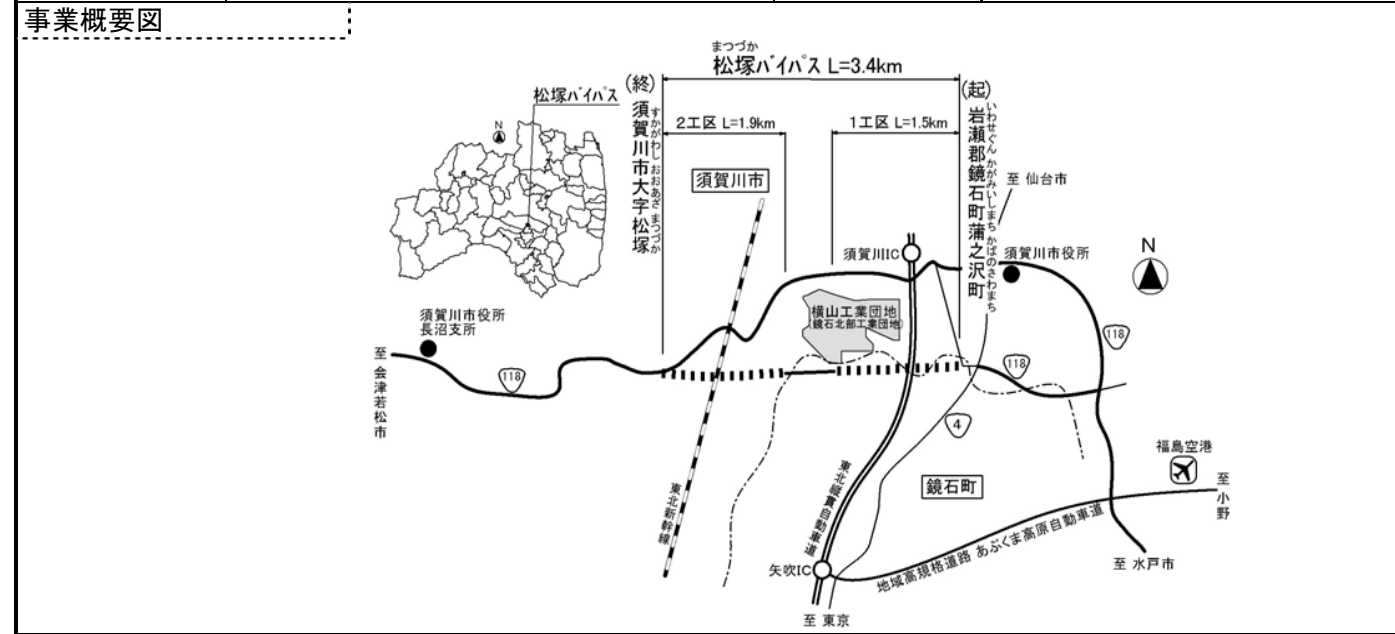 事業概要図
まつづか
松塚バイパス L=3.4km
松塚バイパス
(終)
須賀川市大字松塚
すかがわし おおあざ まつづか
2工区 L=1.9km
1工区 L=1.5km
(起)
岩瀬郡鏡石町蒲之沢町
いわせぐん かがみいしまち かばのさわまち
N
須賀川市
至 仙台市
須賀川IC
須賀川市役所
N
横山工業団地
(鏡石北部工業団地)
須賀川市役所
長沼支所
至 会津若松市
118
118
118
4
東北新幹線
東北縦貫自動車道
鏡石町
福島空港
至 小野
地域高規格道路 あぶくま高原自動車道
矢吹IC
至 水戸市
至 東京